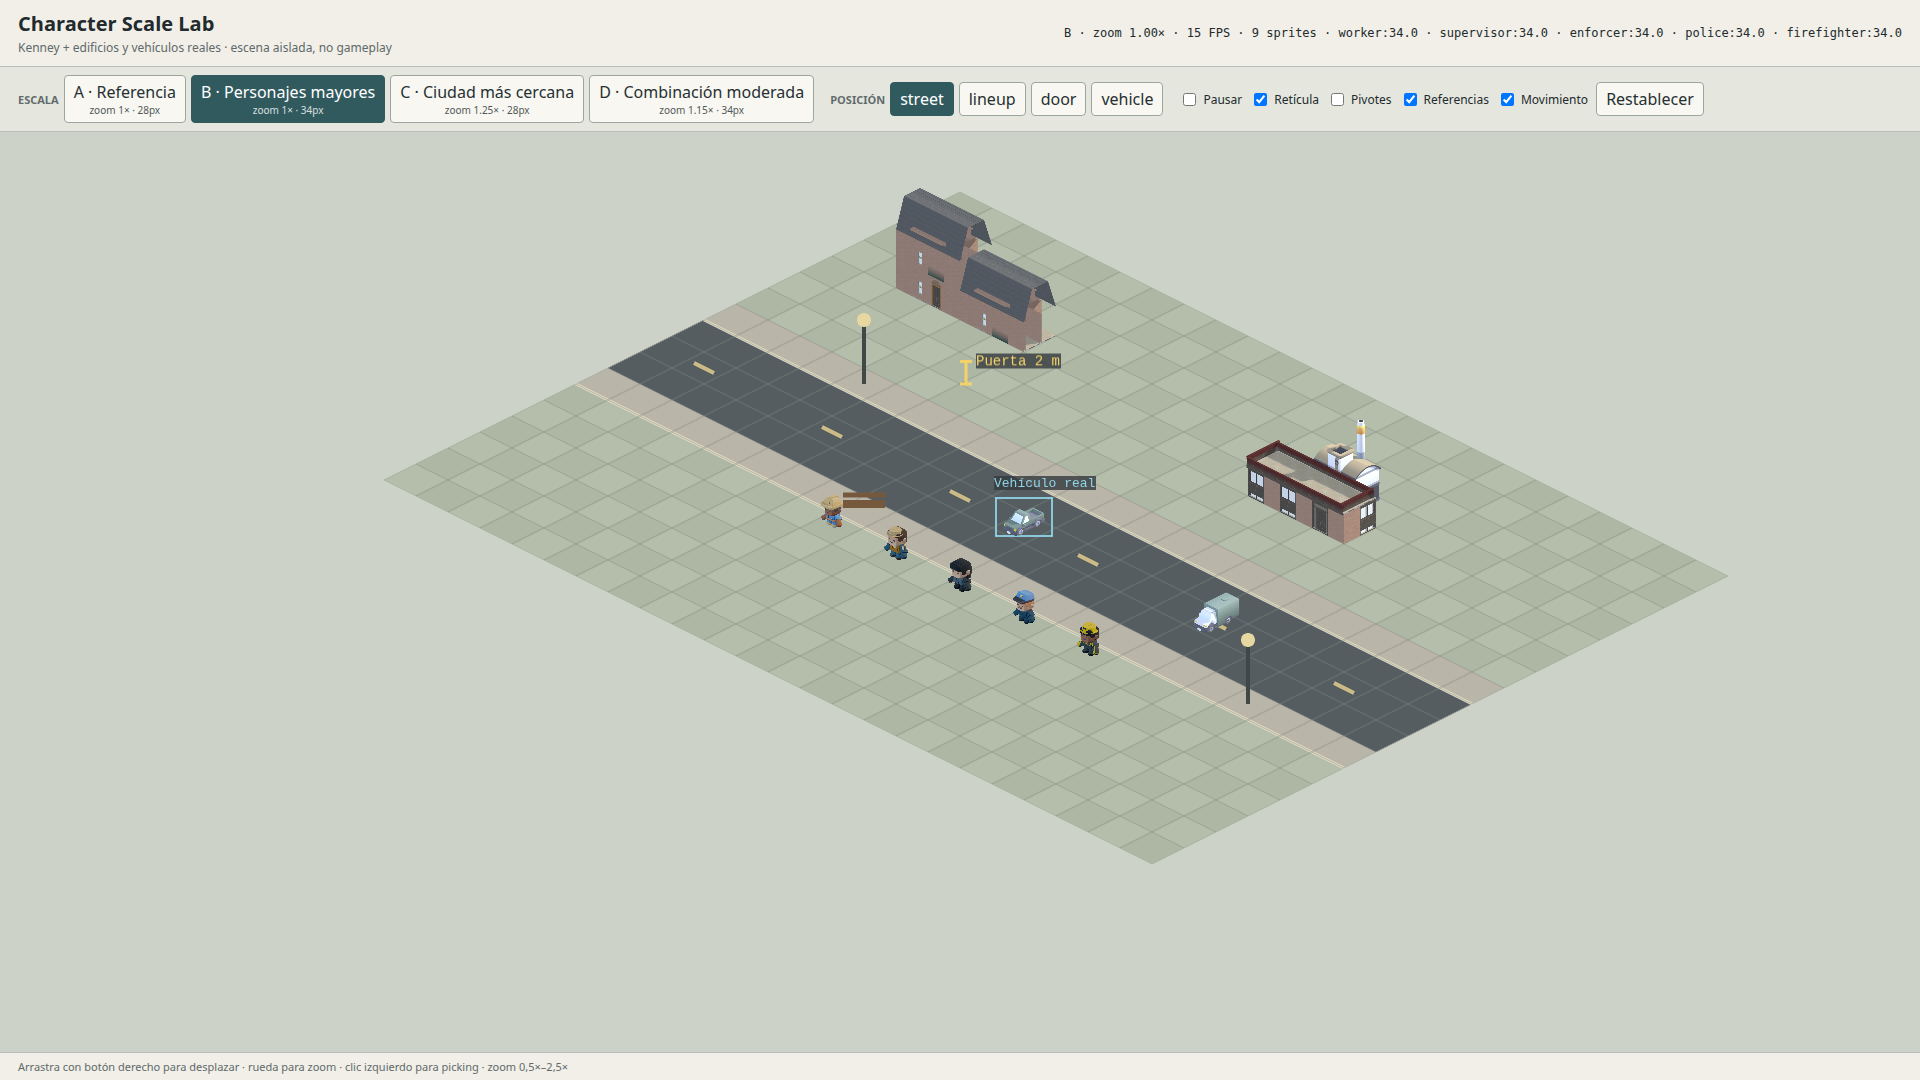 Character Scale Lab
Kenney + edificios y vehículos reales · escena aislada, no gameplay
B · zoom 1.00× · 15 FPS · 9 sprites · worker:34.0 · supervisor:34.0 · enforcer:34.0 · police:34.0 · firefighter:34.0
ESCALA
A · Referencia
zoom 1× · 28px
B · Personajes mayores
zoom 1× · 34px
C · Ciudad más cercana
zoom 1.25× · 28px
D · Combinación moderada
zoom 1.15× · 34px
POSICIÓN
street
lineup
door
vehicle
Pausar
Retícula
Pivotes
Referencias
Movimiento
Restablecer
Puerta 2 m
Vehículo real
Arrastra con botón derecho para desplazar · rueda para zoom · clic izquierdo para picking · zoom 0,5×–2,5×